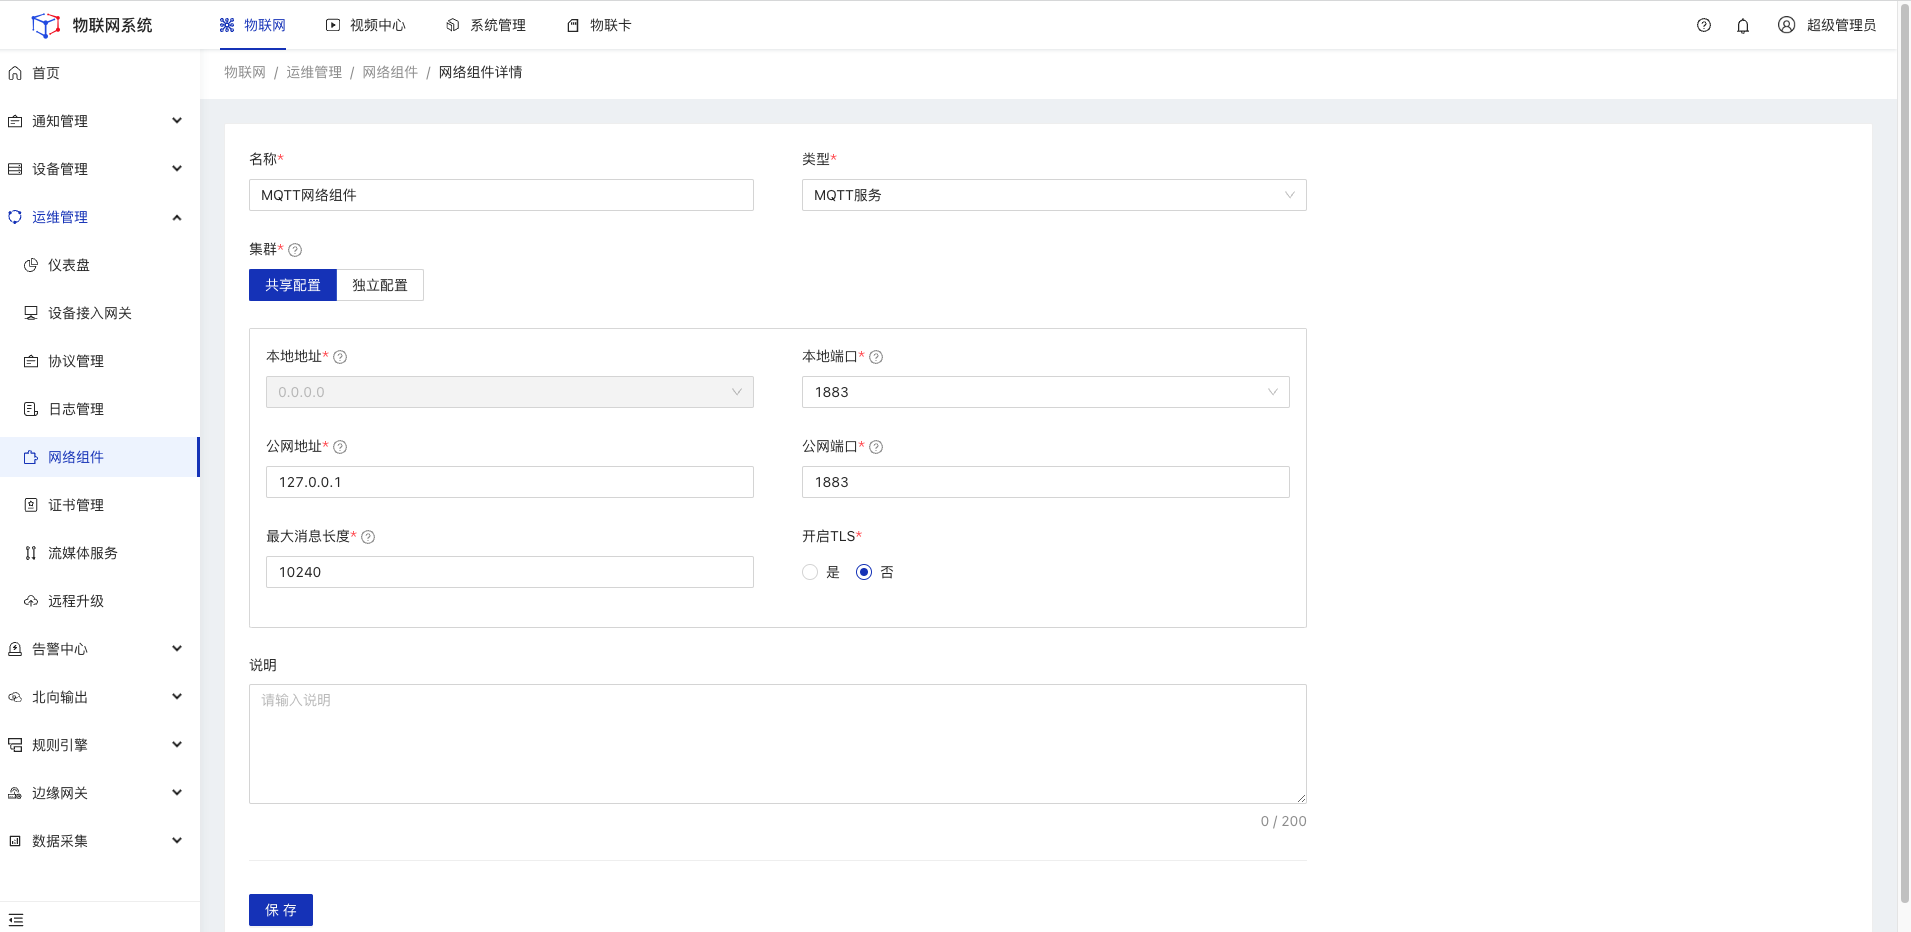 物联网系统
物联网
视频中心
系统管理
物联卡
超级管理员
首页
通知管理
设备管理
运维管理
仪表盘
设备接入网关
协议管理
日志管理
网络组件
证书管理
流媒体服务
远程升级
告警中心
北向输出
规则引擎
边缘网关
数据采集
物联网 / 运维管理 / 网络组件 / 网络组件详情
名称*
MQTT网络组件
类型*
MQTT服务
集群*
共享配置
独立配置
本地地址*
0.0.0.0
本地端口*
1883
公网地址*
127.0.0.1
公网端口*
1883
最大消息长度*
10240
开启TLS*
是
否
说明
请输入说明
0 / 200
保 存